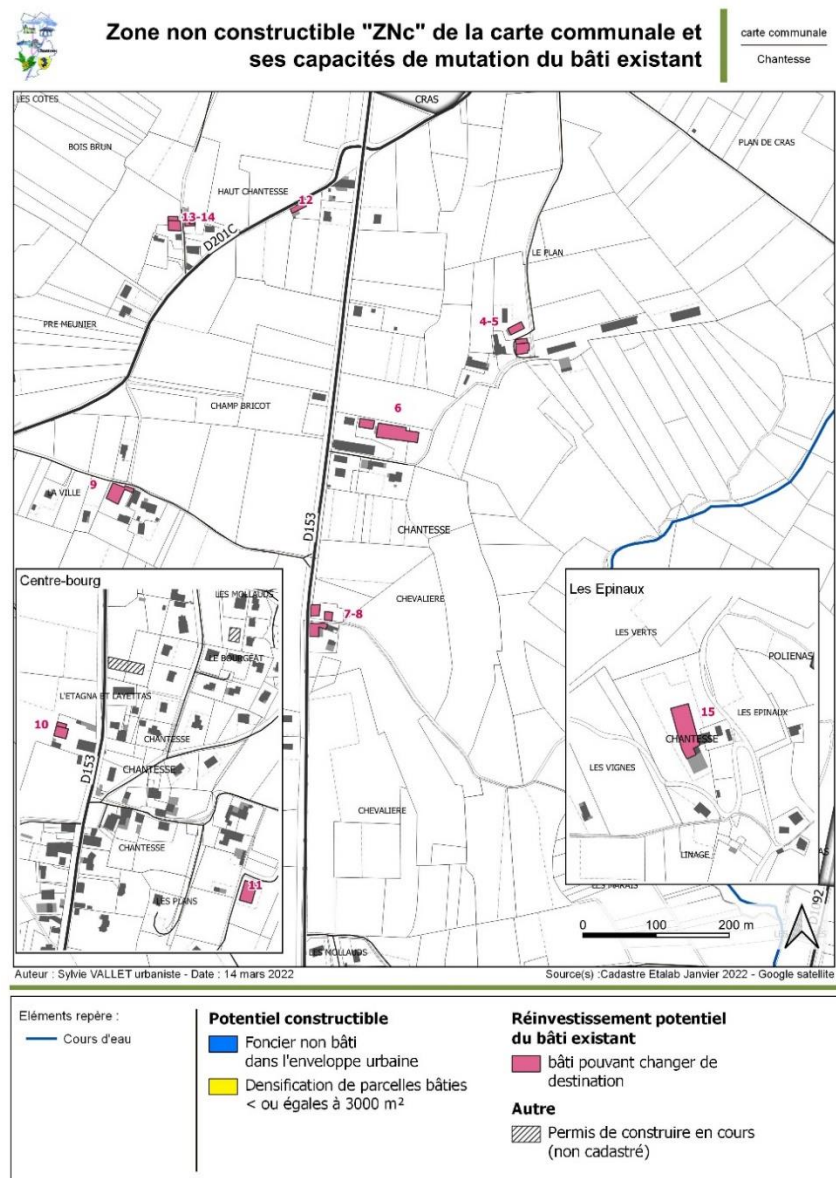 Zone non constructible "ZNc" de la carte communale et
ses capacités de mutation du bâti existant
carte communale
Chantesse
LES COTES
CRAS
BOIS BRUN
PLAN DE CRAS
HAUT CHANTESSE
12
13-14
D201C
LE PLAN
4-5
PRE MEUNIER
CHAMP BRICOT
6
9
LA VILLE
D153
CHANTESSE
CHEVALIERE
7-8
Centre-bourg
LES MOLLAUDS
LE BOURGEAT
L'ETAGNA ET LAYETTAS
10
CHANTESSE
CHANTESSE
D153
CHANTESSE
11
LES PLANS
CHEVALIERE
LES MOLLAUDS
Les Epinaux
LES VERTS
POLIENAS
15
LES EPINAUX
CHANTESSE
LES VIGNES
LINAGE
LES MARAIS
0 100 200 m
Auteur : Sylvie VALLET urbaniste - Date : 14 mars 2022
Source(s) :Cadastre Etalab Janvier 2022 - Google satellite
Eléments repère :
Cours d'eau
Potentiel constructible
Foncier non bâti
dans l'enveloppe urbaine
Densification de parcelles bâties
< ou égales à 3000 m²
Réinvestissement potentiel
du bâti existant
bâti pouvant changer de
destination
Autre
Permis de construire en cours
(non cadastré)